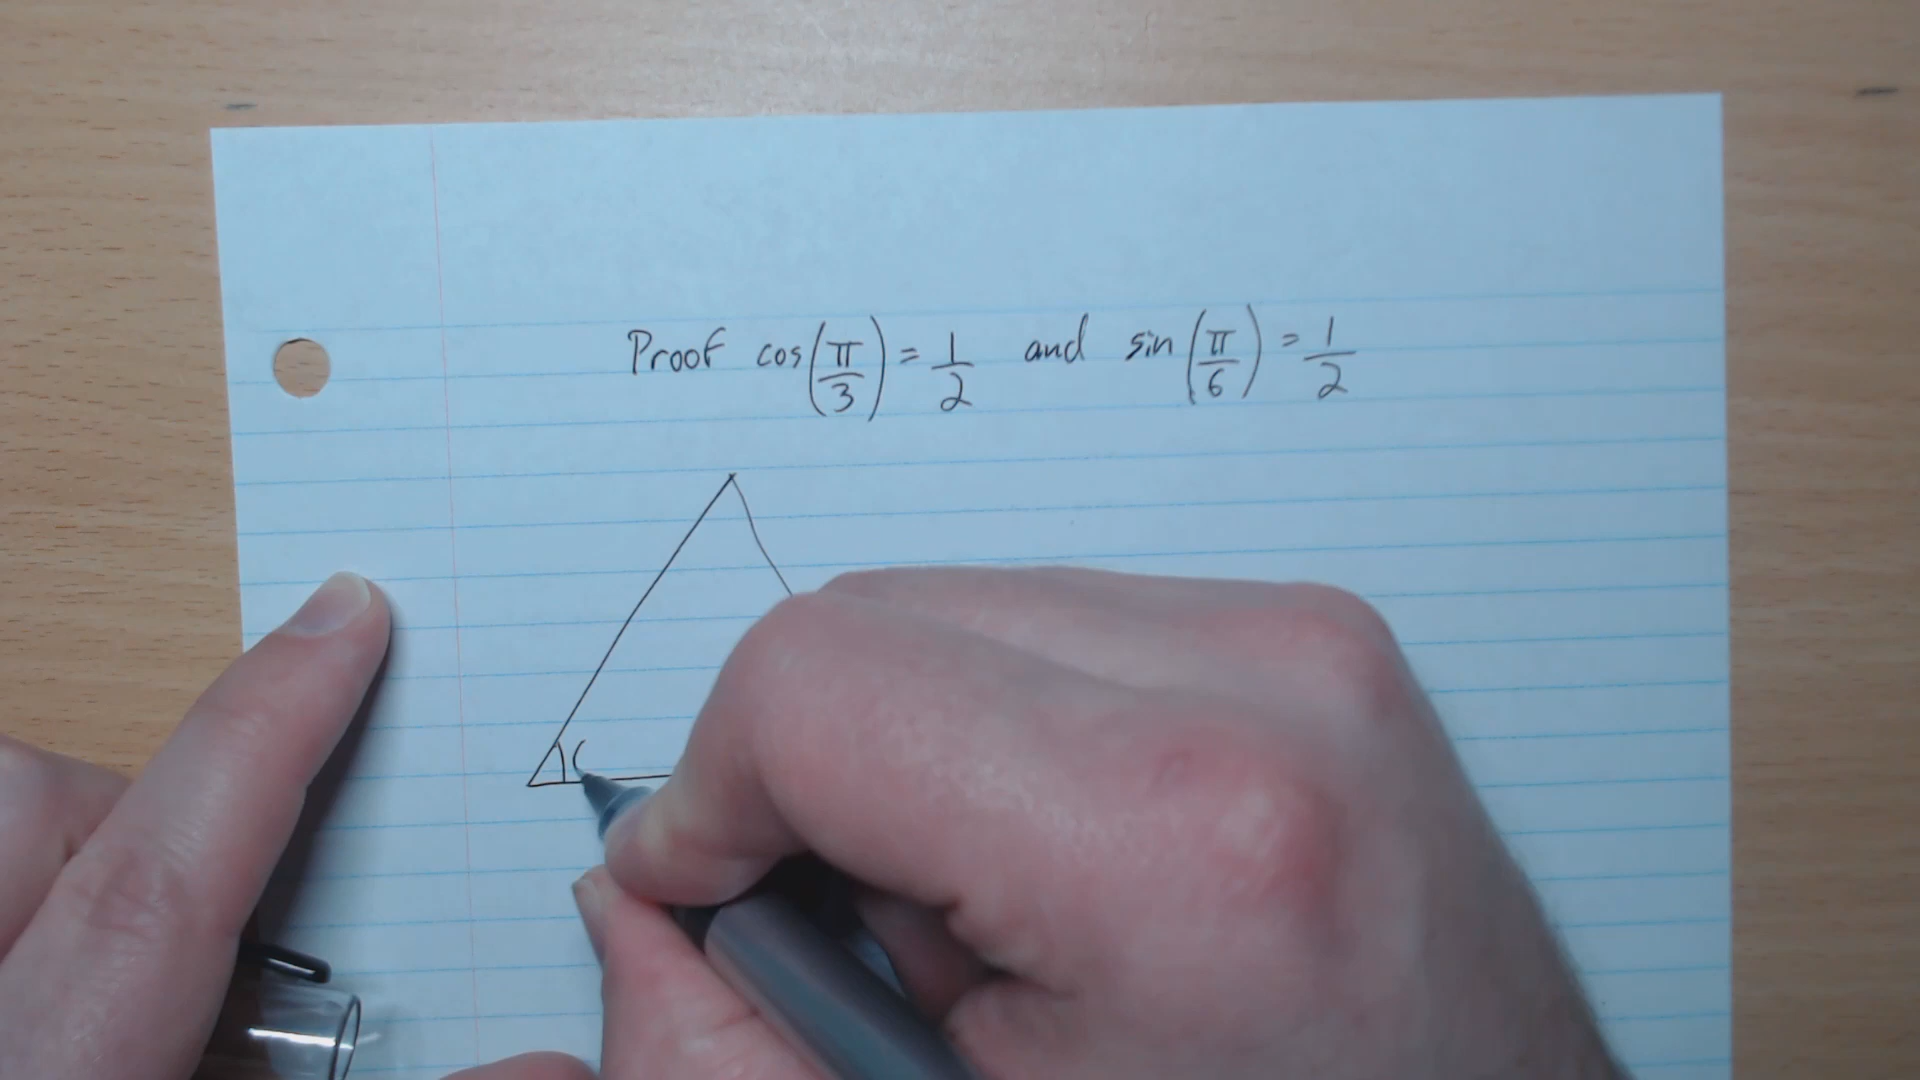 Proof cos(π/3) = 1/2 and sin(π/6) = 1/2